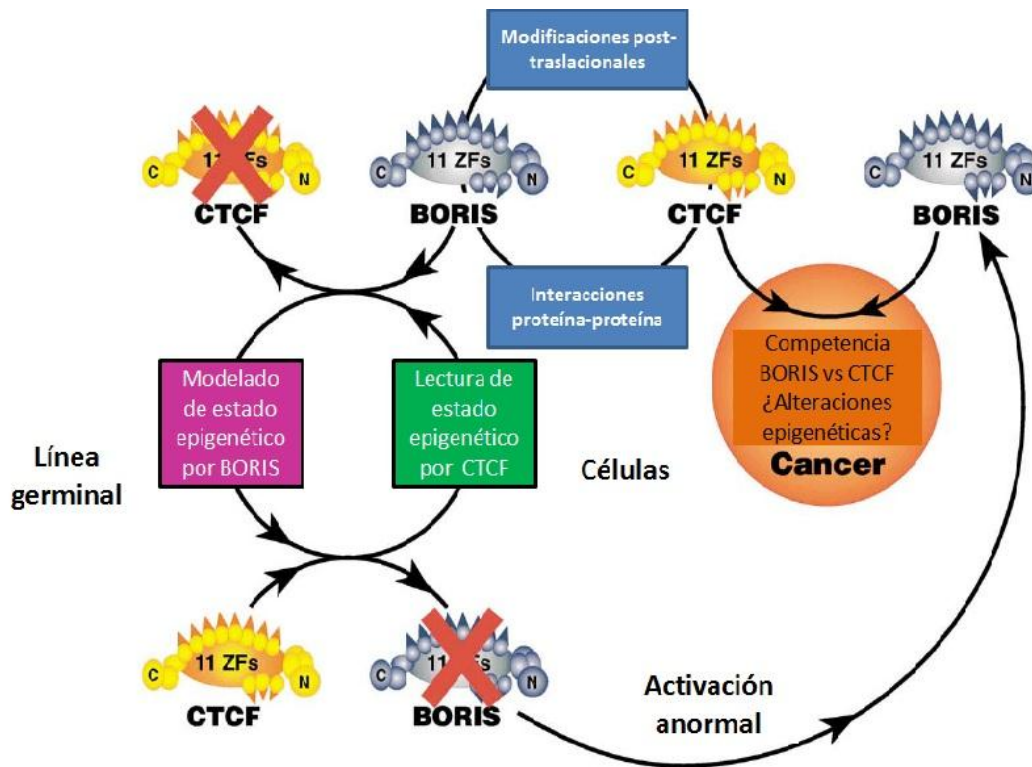 Modificaciones post-
traslacionales
C
11 ZFs
N
CTCF
C
11 ZFs
N
BORIS
C
11 ZFs
N
CTCF
C
11 ZFs
N
BORIS
Interacciones
proteína-proteína
Competencia
BORIS vs CTCF
¿Alteraciones
epigenéticas?
Cancer
Modelado
de estado
epigenético
por BORIS
Lectura de
estado
epigenético
por CTCF
Línea
germinal
Células
C
11 ZFs
N
CTCF
C
11 ZFs
N
BORIS
Activación
anormal